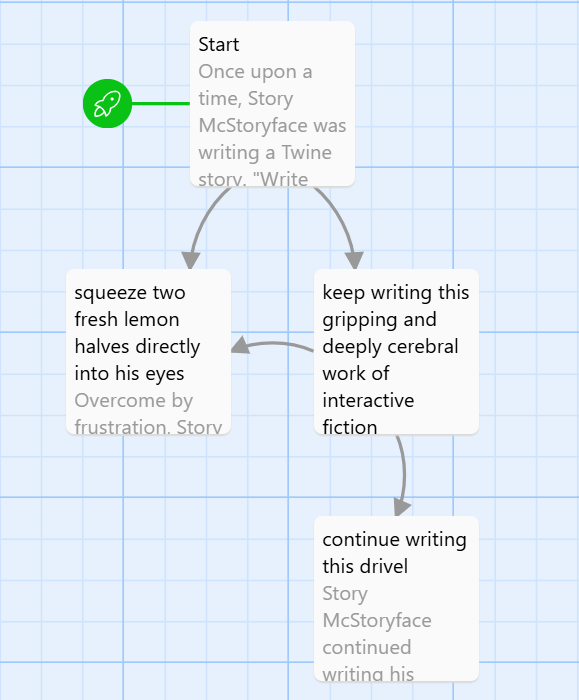 Start
Once upon a
time, Story
McStoryface was
writing a Twine
story. "Write
squeeze two
fresh lemon
halves directly
into his eyes
Overcome by
frustration, Story
keep writing this
gripping and
deeply cerebral
work of
interactive
fiction
continue writing
this drivel
Story
McStoryface
continued
writing his